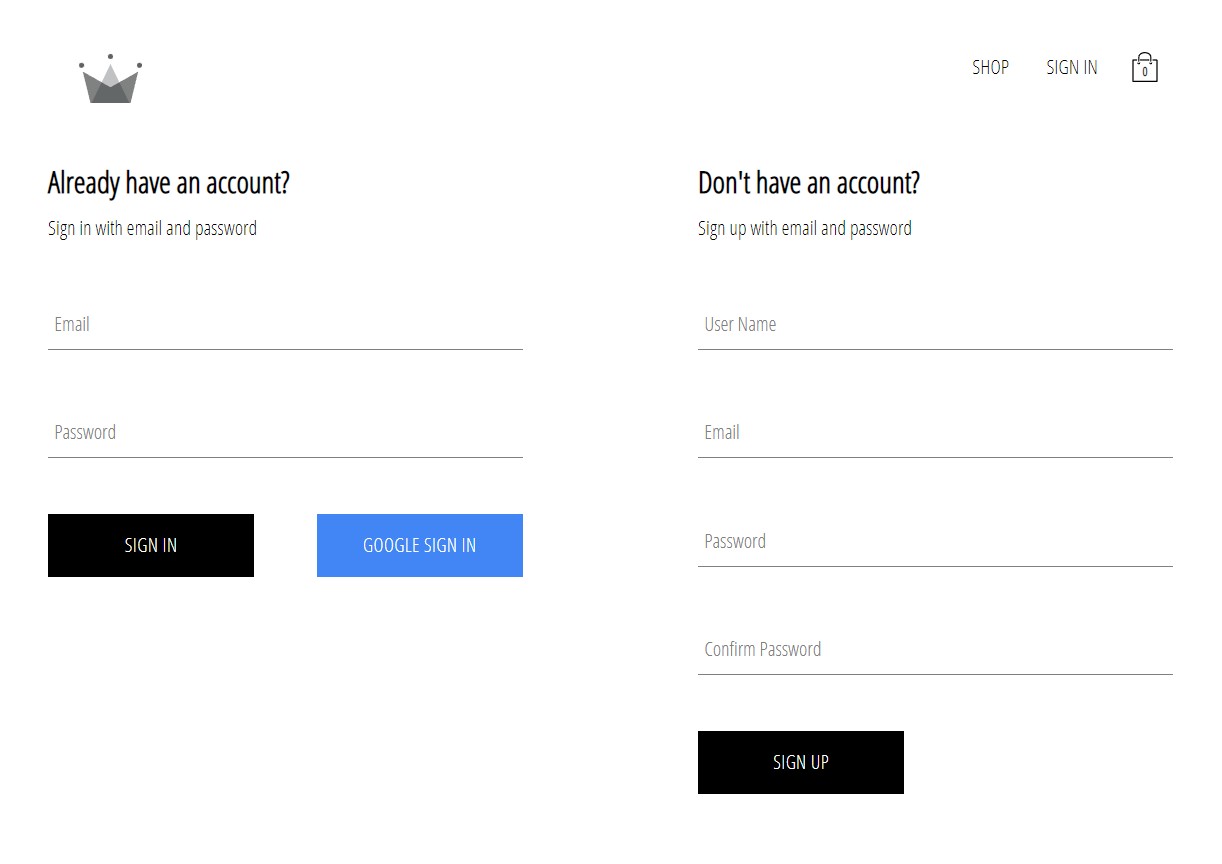 SHOP
SIGN IN
0
Already have an account?
Sign in with email and password
Email
Password
SIGN IN
GOOGLE SIGN IN
Don't have an account?
Sign up with email and password
User Name
Email
Password
Confirm Password
SIGN UP